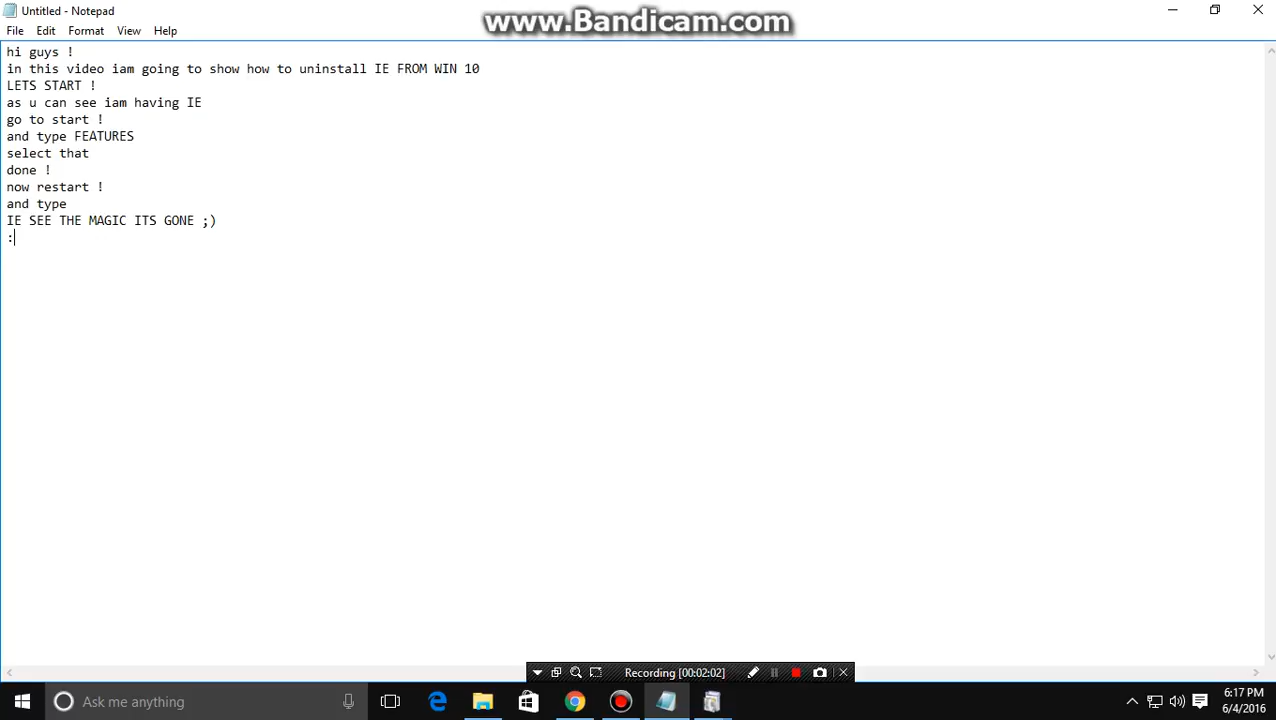 Untitled - Notepad
www.Bandicam.com
File Edit Format View Help
hi guys !
in this video iam going to show how to uninstall IE FROM WIN 10
LETS START !
as u can see iam having IE
go to start !
and type FEATURES
select that
done !
now restart !
and type
IE SEE THE MAGIC ITS GONE ;)
:
Recording [00:02:02]
Ask me anything
6:17 PM
6/4/2016